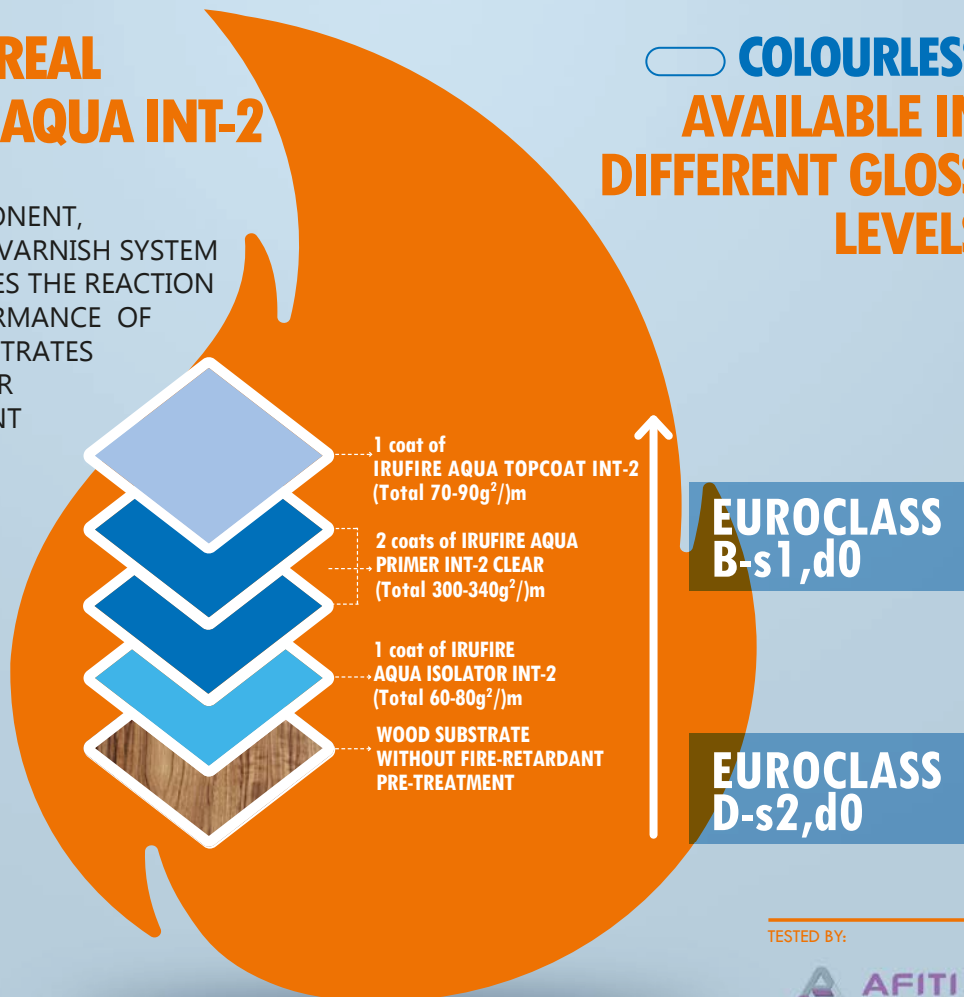 REAL
AQUA INT-2
ONENT,
VARNISH SYSTEM
ES THE REACTION
RMANCE OF
TRATES
R
NT
COLOURLES
AVAILABLE IN
DIFFERENT GLOSS
LEVELS
1 coat of
IRUFIRE AQUA TOPCOAT INT-2
(Total 70-90g²/)m
2 coats of IRUFIRE AQUA
PRIMER INT-2 CLEAR
(Total 300-340g²/)m
1 coat of IRUFIRE
AQUA ISOLATOR INT-2
(Total 60-80g²/)m
WOOD SUBSTRATE
WITHOUT FIRE-RETARDANT
PRE-TREATMENT
EUROCLASS
B-s1,d0
EUROCLASS
D-s2,d0
TESTED BY:
AFITI